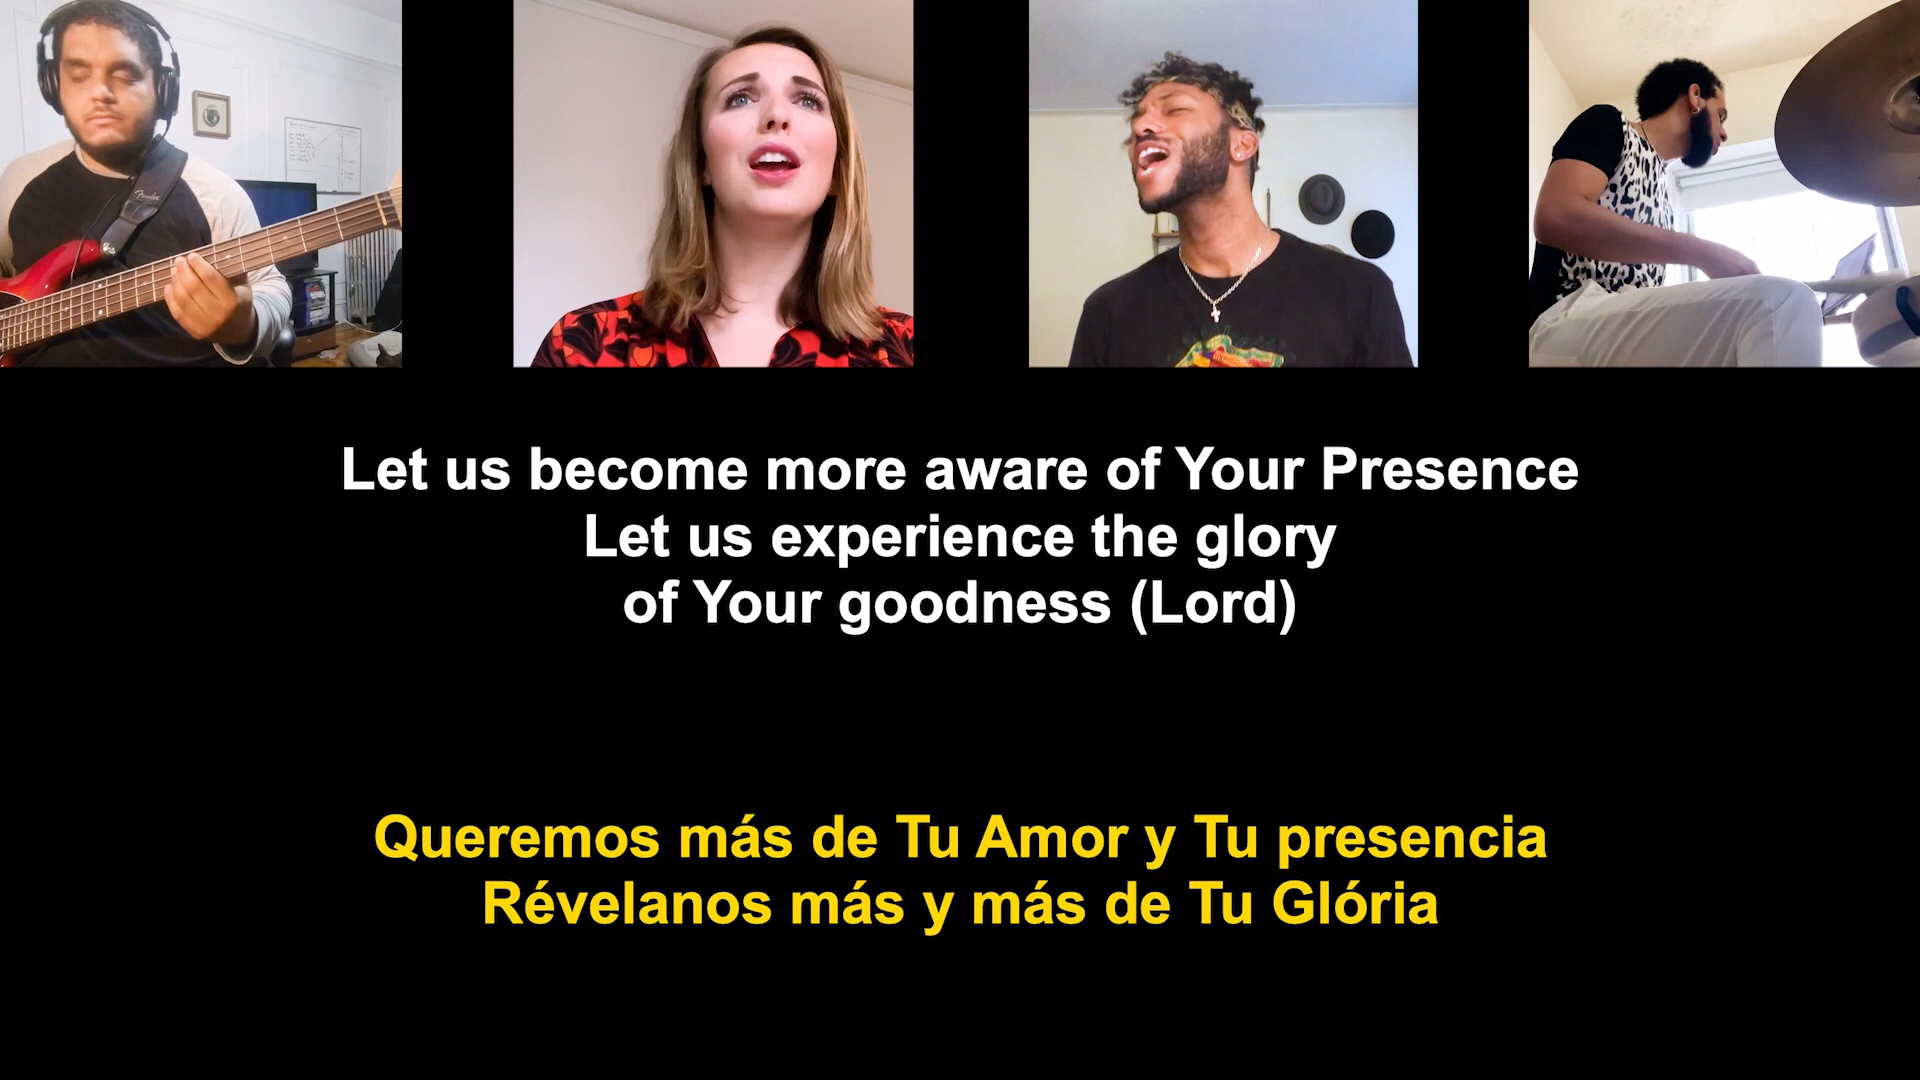 Fender
Let us become more aware of Your Presence
Let us experience the glory
of Your goodness (Lord)
Queremos más de Tu Amor y Tu presencia
Révelanos más y más de Tu Glória